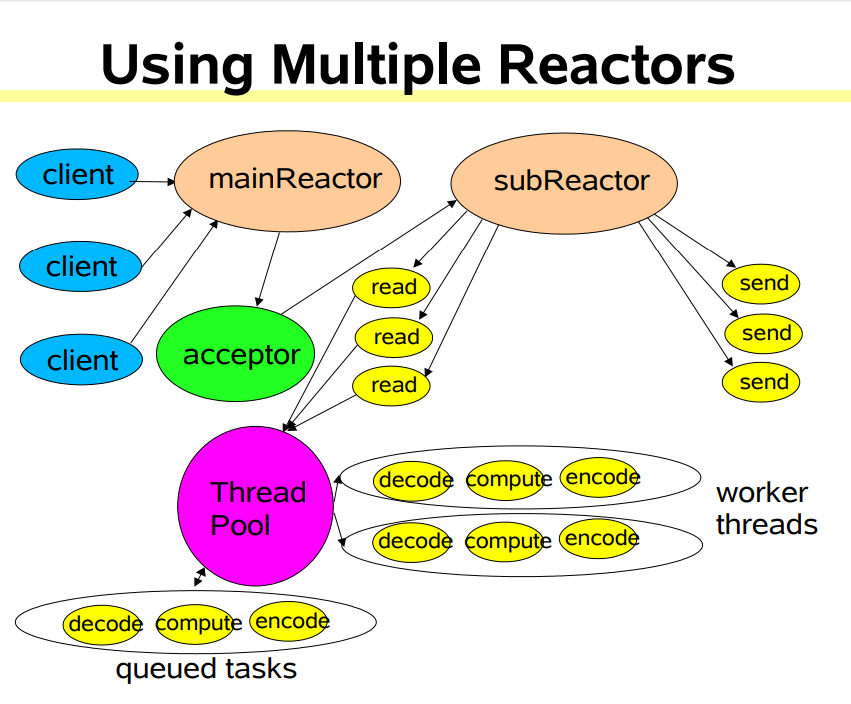 Using Multiple Reactors
client
mainReactor
subReactor
client
read
send
client
acceptor
read
send
read
send
Thread
Pool
decode compute encode
decode compute encode
worker
threads
decode compute encode
queued tasks